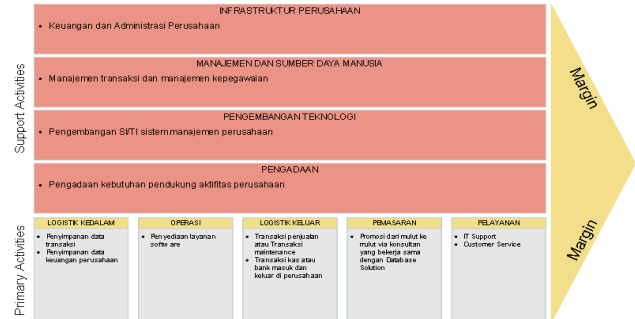 INFRASTRUKTUR PERUSAHAAN
• Keuangan dan Administrasi Perusahaan
MANAJEMEN DAN SUMBER DAYA MANUSIA
• Manajemen transaksi dan manajemen kepegawaian
PENGEMBANGAN TEKNOLOGI
• Pengembangan SI/TI sistem manajemen perusahaan
PENGADAAN
• Pengadaan kebutuhan pendukung aktifitas perusahaan
Support Activities
Margin
LOGISTIK KEDALAM
• Penyimpanan data
transaksi
• Penyimpanan data
keuangan perusahaan
OPERASI
• Penyediaan layanan
software
LOGISTIK KELUAR
• Transaksi penjualan
atau Transaksi
maintenance
• Transaksi kas atau
bank masuk dan
keluar di perusahaan
PEMASARAN
• Promosi dari mulut ke
mulut via konsultan
yang bekerja sama
dengan Database
Solution
PELAYANAN
• IT Support
• Customer Service
Primary Activities
Margin